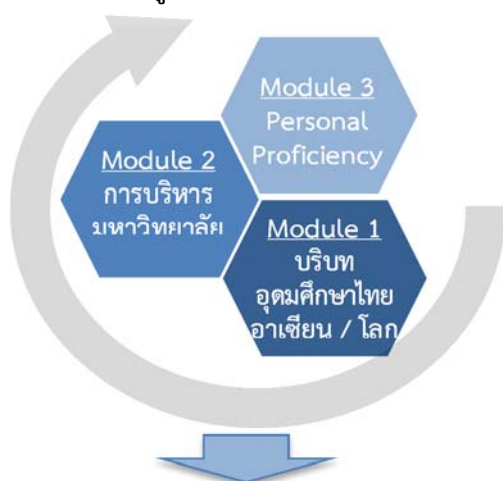 Module 3
Personal
Proficiency
Module 2
การบริหาร
มหาวิทยาลัย
Module 1
บริบท
อุดมศึกษาไทย
อาเซียน / โลก